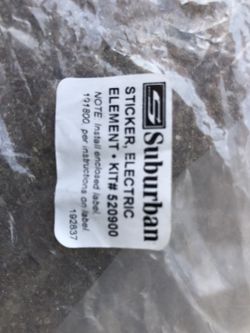 Suburban
STICKER, ELECTRIC
ELEMENT • KIT# 520900
NOTE: Install enclosed label
191800, per instructions on label.
192837